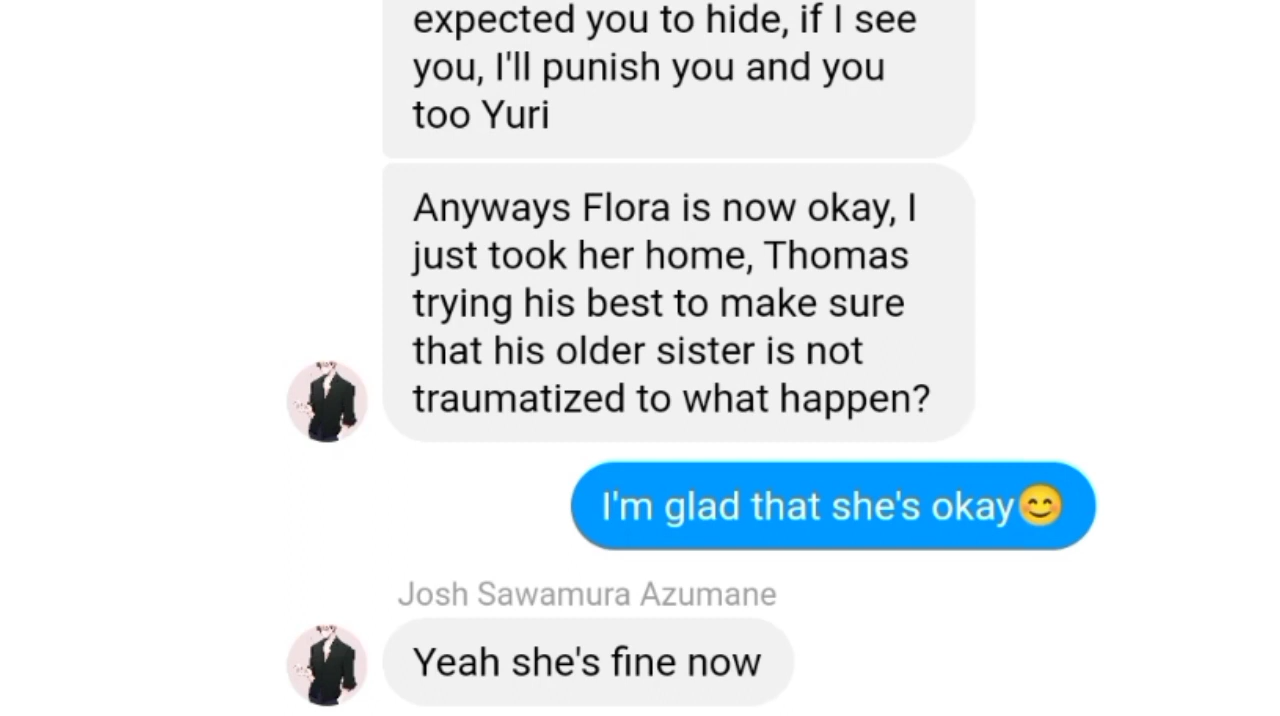 expected you to hide, if I see
you, I'll punish you and you
too Yuri
Anyways Flora is now okay, I
just took her home, Thomas
trying his best to make sure
that his older sister is not
traumatized to what happen?
I'm glad that she's okay😊
Josh Sawamura Azumane
Yeah she's fine now